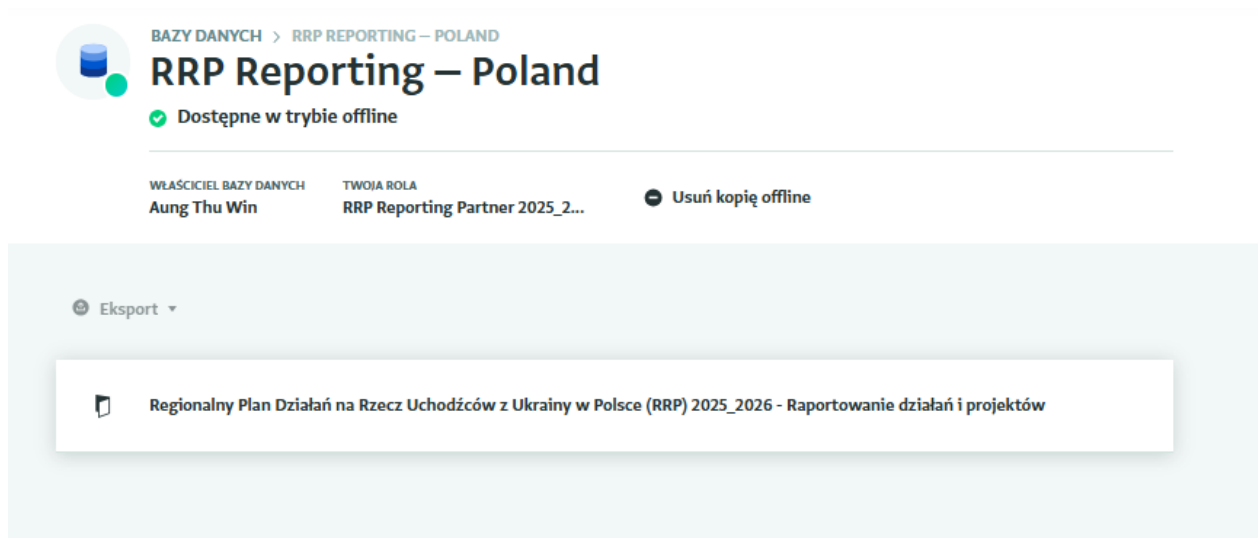 BAZY DANYCH > RRP REPORTING – POLAND
RRP Reporting – Poland
Dostępne w trybie offline
WŁAŚCICIEL BAZY DANYCH
Aung Thu Win
TWOJA ROLA
RRP Reporting Partner 2025_2...
Usuń kopię offline
Eksport
Regionalny Plan Działań na Rzecz Uchodźców z Ukrainy w Polsce (RRP) 2025_2026 - Raportowanie działań i projektów